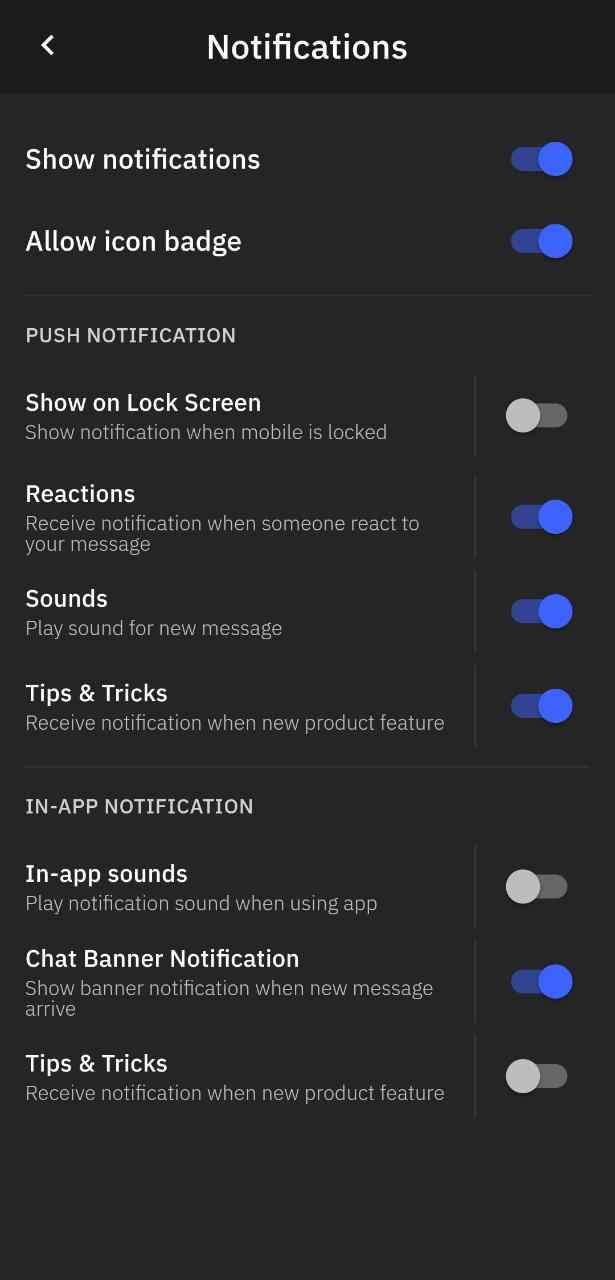 Notifications
Show notifications
Allow icon badge
PUSH NOTIFICATION
Show on Lock Screen
Show notification when mobile is locked
Reactions
Receive notification when someone react to
your message
Sounds
Play sound for new message
Tips & Tricks
Receive notification when new product feature
IN-APP NOTIFICATION
In-app sounds
Play notification sound when using app
Chat Banner Notification
Show banner notification when new message
arrive
Tips & Tricks
Receive notification when new product feature